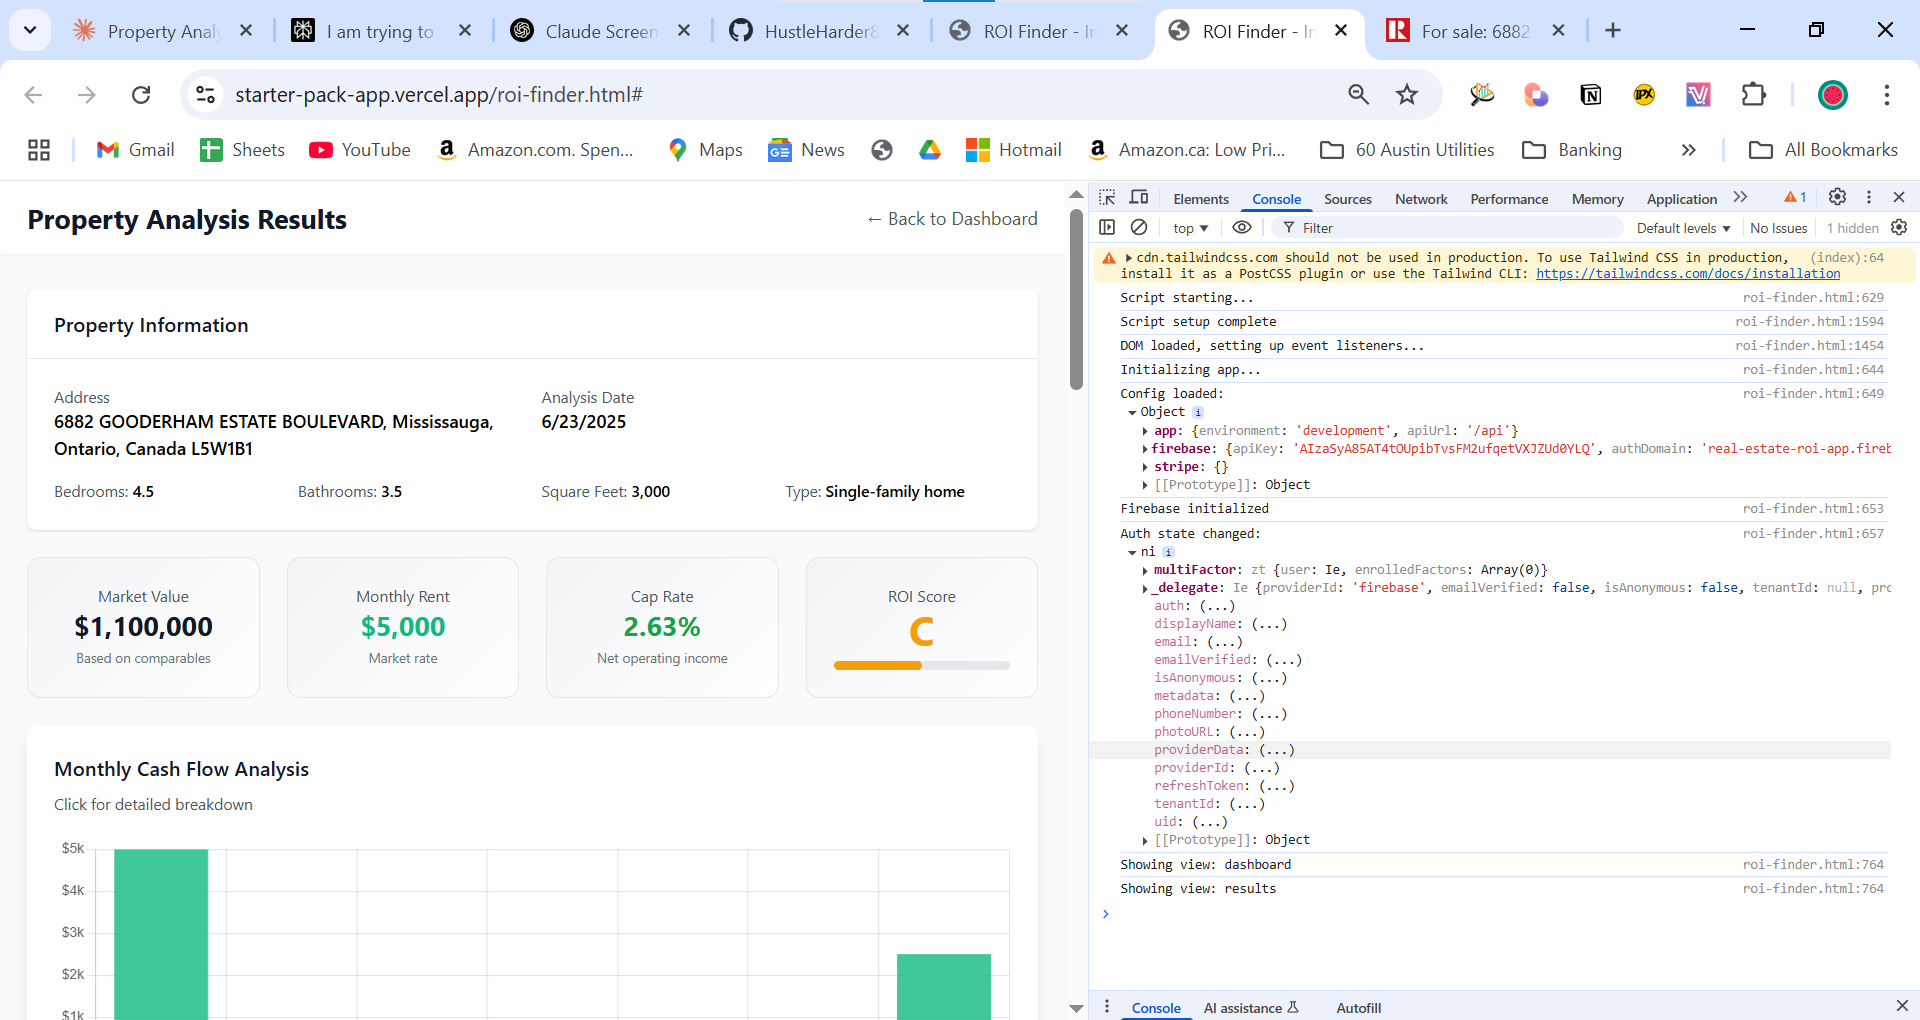 Property Analy
I am trying to
Claude Screen
HustleHarder8
ROI Finder - In
ROI Finder - In
For sale: 6882
starter-pack-app.vercel.app/roi-finder.html#
Gmail
Sheets
YouTube
Amazon.com. Spen...
Maps
News
Hotmail
Amazon.ca: Low Pri...
60 Austin Utilities
Banking
All Bookmarks
Property Analysis Results
← Back to Dashboard
Property Information
Address
6882 GOODERHAM ESTATE BOULEVARD, Mississauga,
Ontario, Canada L5W1B1
Analysis Date
6/23/2025
Bedrooms: 4.5
Bathrooms: 3.5
Square Feet: 3,000
Type: Single-family home
Market Value
$1,100,000
Based on comparables
Monthly Rent
$5,000
Market rate
Cap Rate
2.63%
Net operating income
ROI Score
C
Monthly Cash Flow Analysis
Click for detailed breakdown
$5k
$4k
$3k
$2k
$1k
Elements
Console
Sources
Network
Performance
Memory
Application
1
top
Filter
Default levels
No Issues
1 hidden
cdn.tailwindcss.com should not be used in production. To use Tailwind CSS in production, (index):64
install it as a PostCSS plugin or use the Tailwind CLI: https://tailwindcss.com/docs/installation
Script starting... roi-finder.html:629
Script setup complete roi-finder.html:1594
DOM loaded, setting up event listeners... roi-finder.html:1454
Initializing app... roi-finder.html:644
Config loaded: roi-finder.html:649
Object i
app: {environment: 'development', apiUrl: '/api'}
firebase: {apiKey: 'AIzaSyA85AT4tOUpibTvsFM2ufqetVXJZUd0YLQ', authDomain: 'real-estate-roi-app.fireb
stripe: {}
[[Prototype]]: Object
Firebase initialized roi-finder.html:653
Auth state changed: roi-finder.html:657
ni i
multiFactor: zt {user: Ie, enrolledFactors: Array(0)}
_delegate: Ie {providerId: 'firebase', emailVerified: false, isAnonymous: false, tenantId: null, pro
auth: (...)
displayName: (...)
email: (...)
emailVerified: (...)
isAnonymous: (...)
metadata: (...)
phoneNumber: (...)
photoURL: (...)
providerData: (...)
providerId: (...)
refreshToken: (...)
tenantId: (...)
uid: (...)
[[Prototype]]: Object
Showing view: dashboard roi-finder.html:764
Showing view: results roi-finder.html:764
Console
AI assistance
Autofill